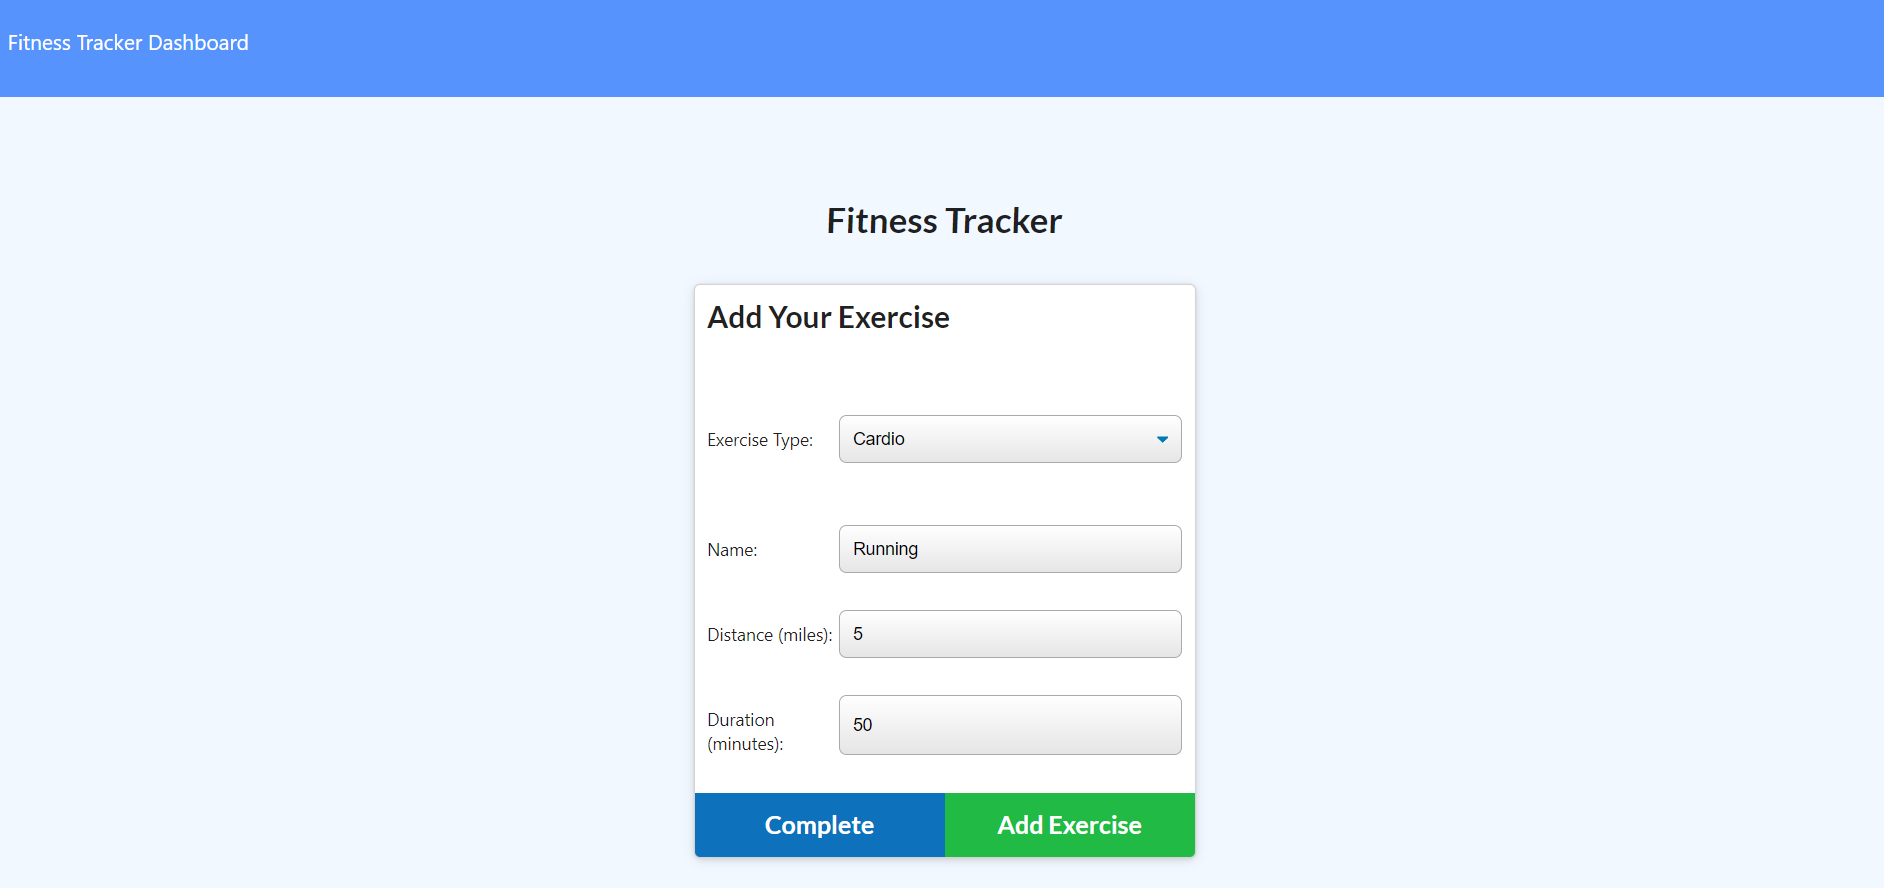 Fitness Tracker Dashboard
Fitness Tracker
Add Your Exercise
Exercise Type: Cardio
Name: Running
Distance (miles): 5
Duration (minutes): 50
Complete Add Exercise